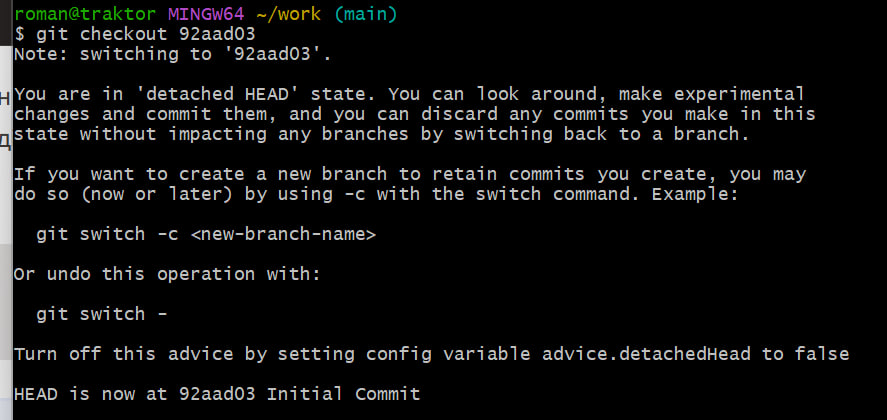 roman@traktor MINGW64 ~/work (main)
$ git checkout 92aad03
Note: switching to '92aad03'.
You are in 'detached HEAD' state. You can look around, make experimental
changes and commit them, and you can discard any commits you make in this
state without impacting any branches by switching back to a branch.
If you want to create a new branch to retain commits you create, you may
do so (now or later) by using -c with the switch command. Example:
git switch -c <new-branch-name>
Or undo this operation with:
git switch -
Turn off this advice by setting config variable advice.detachedHead to false
HEAD is now at 92aad03 Initial Commit